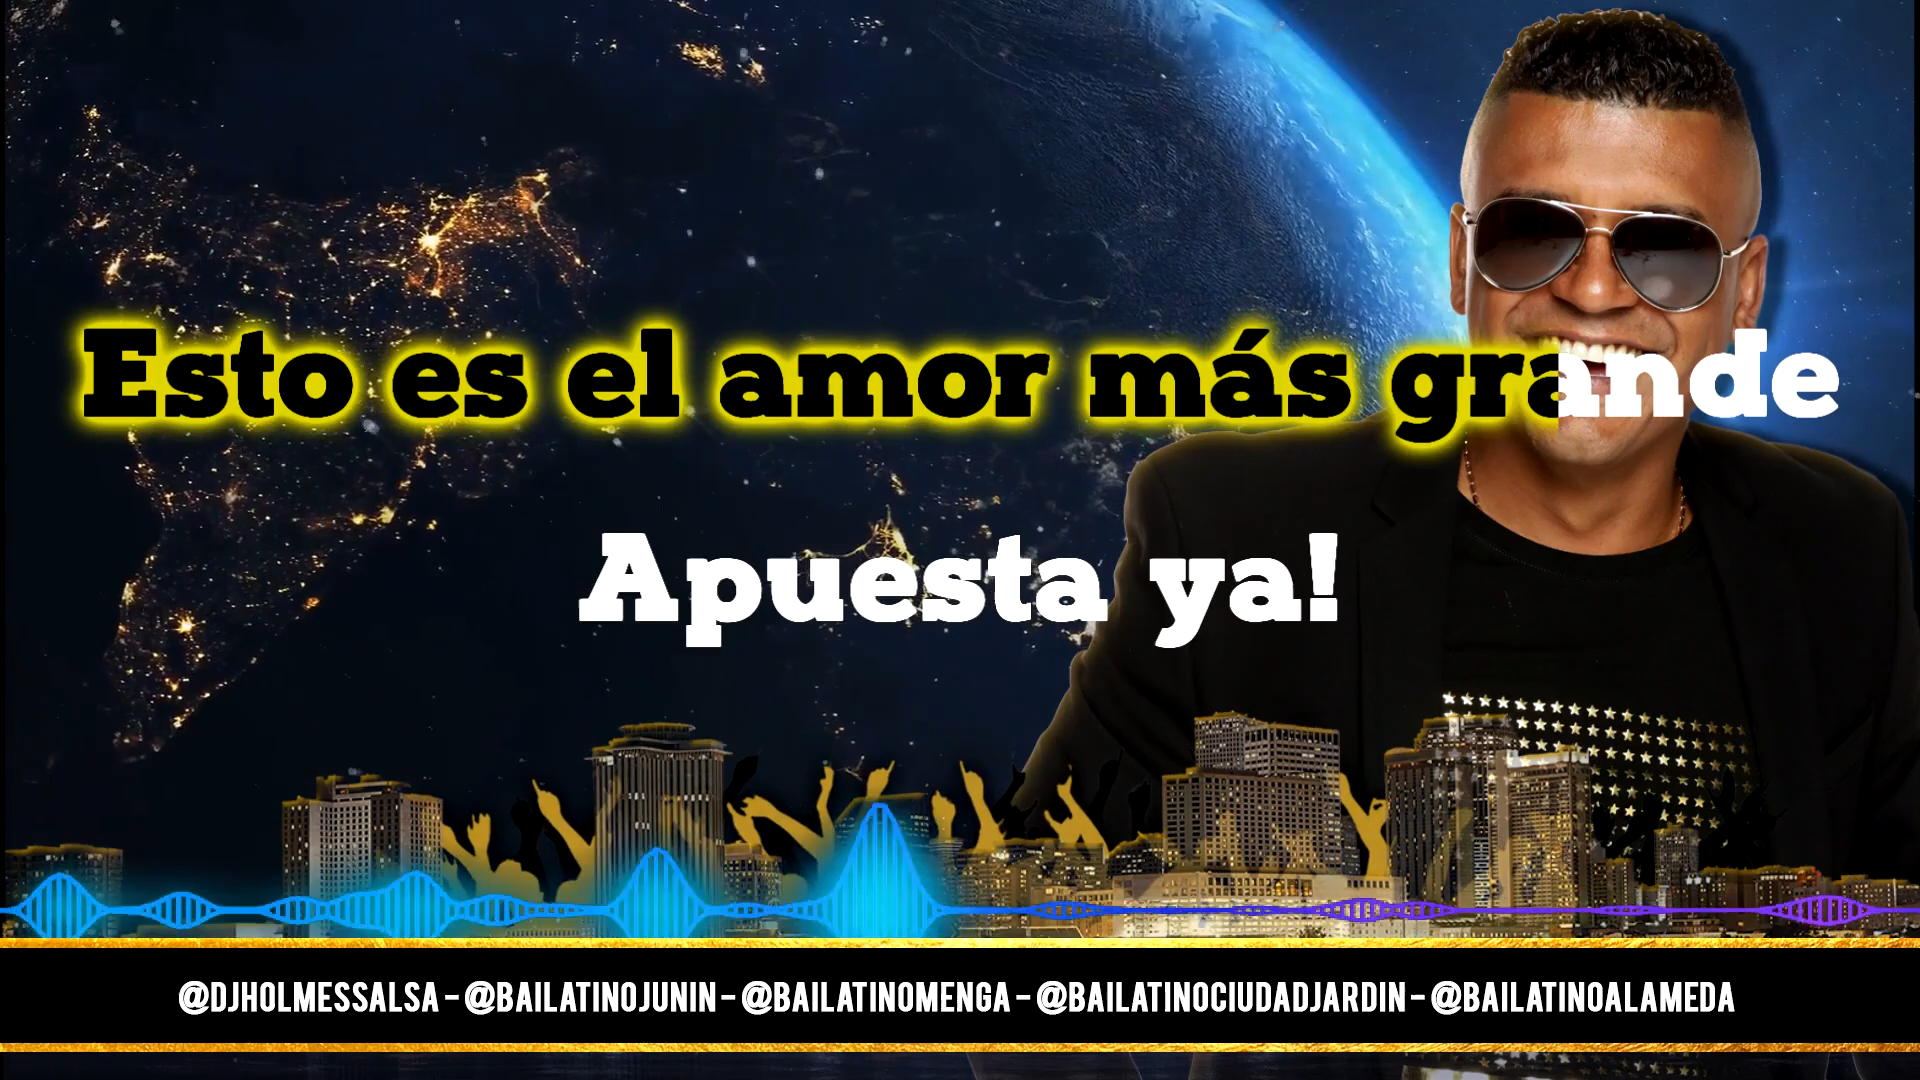 Esto es el amor más grande
Apuesta ya!
@DJHOLMESSALSA - @BAILATINOJUNIN - @BAILATINOMENGA - @BAILATINOCIUDADJARDIN - @BAILATINOALAMEDA